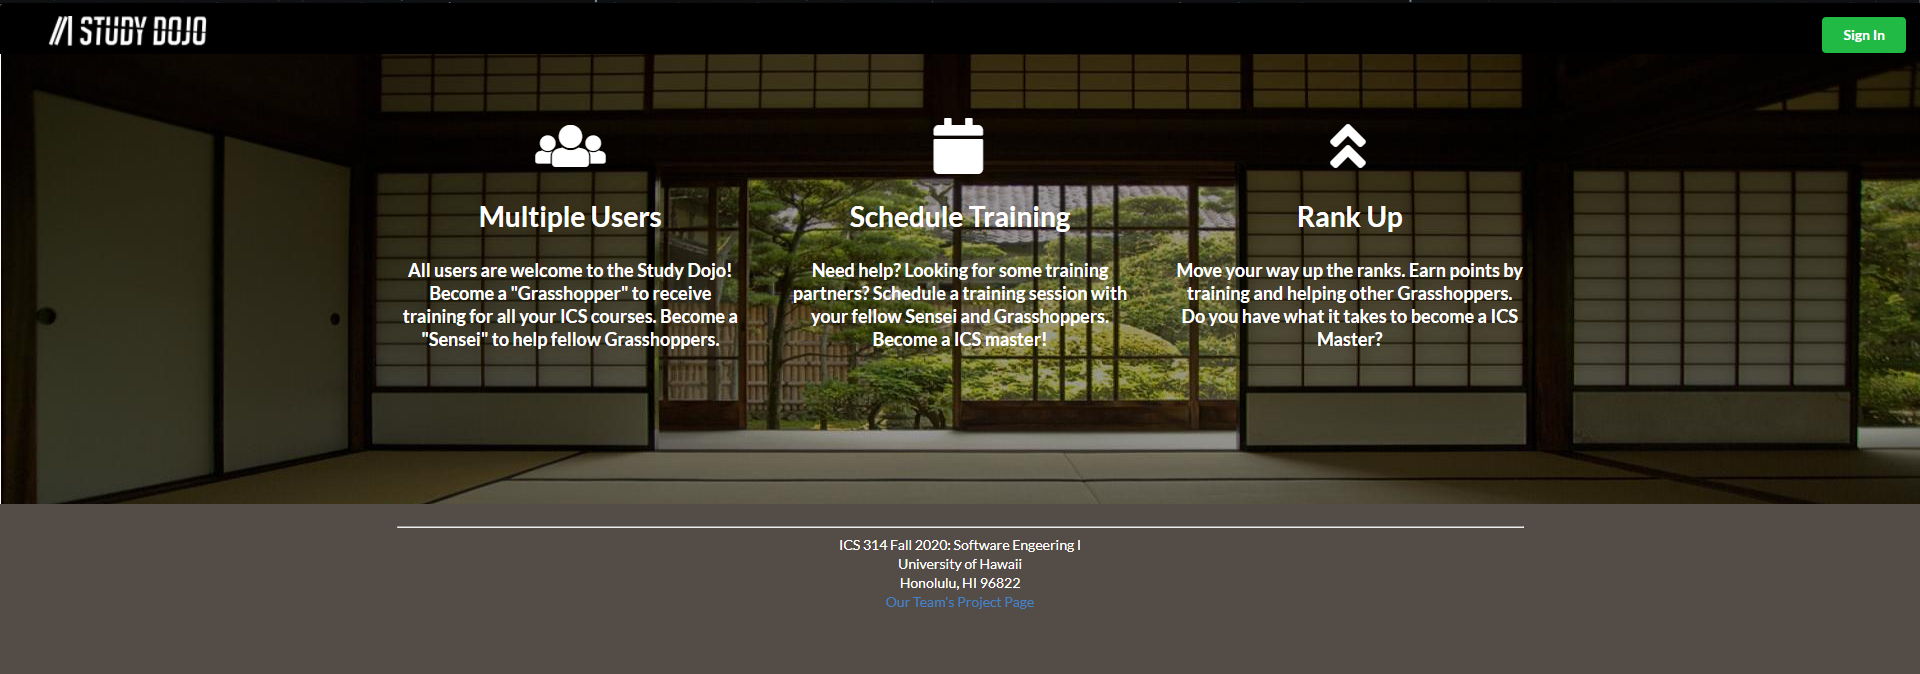 STUDY DOJO
Sign In
Multiple Users
All users are welcome to the Study Dojo!
Become a "Grasshopper" to receive
training for all your ICS courses. Become a
"Sensei" to help fellow Grasshoppers.
Schedule Training
Need help? Looking for some training
partners? Schedule a training session with
your fellow Sensei and Grasshoppers.
Become a ICS master!
Rank Up
Move your way up the ranks. Earn points by
training and helping other Grasshoppers.
Do you have what it takes to become a ICS
Master?
ICS 314 Fall 2020: Software Engeering I
University of Hawaii
Honolulu, HI 96822
Our Team's Project Page